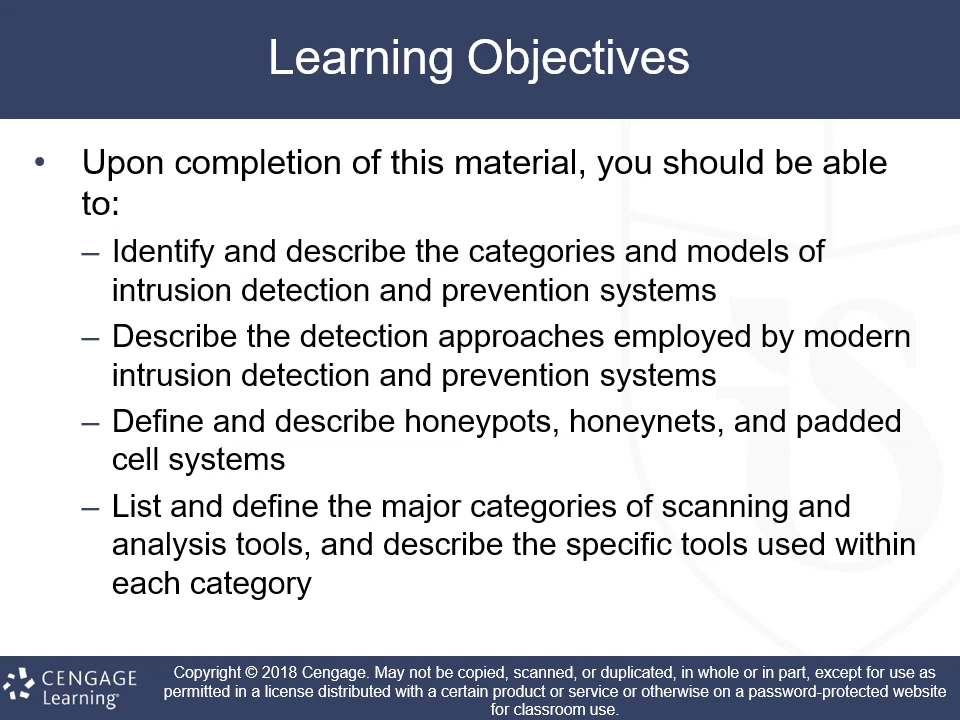 Learning Objectives
• Upon completion of this material, you should be able
to:
– Identify and describe the categories and models of
intrusion detection and prevention systems
– Describe the detection approaches employed by modern
intrusion detection and prevention systems
– Define and describe honeypots, honeynets, and padded
cell systems
– List and define the major categories of scanning and
analysis tools, and describe the specific tools used within
each category
CENGAGE
Learning®
Copyright © 2018 Cengage. May not be copied, scanned, or duplicated, in whole or in part, except for use as
permitted in a license distributed with a certain product or service or otherwise on a password-protected website
for classroom use.
iS